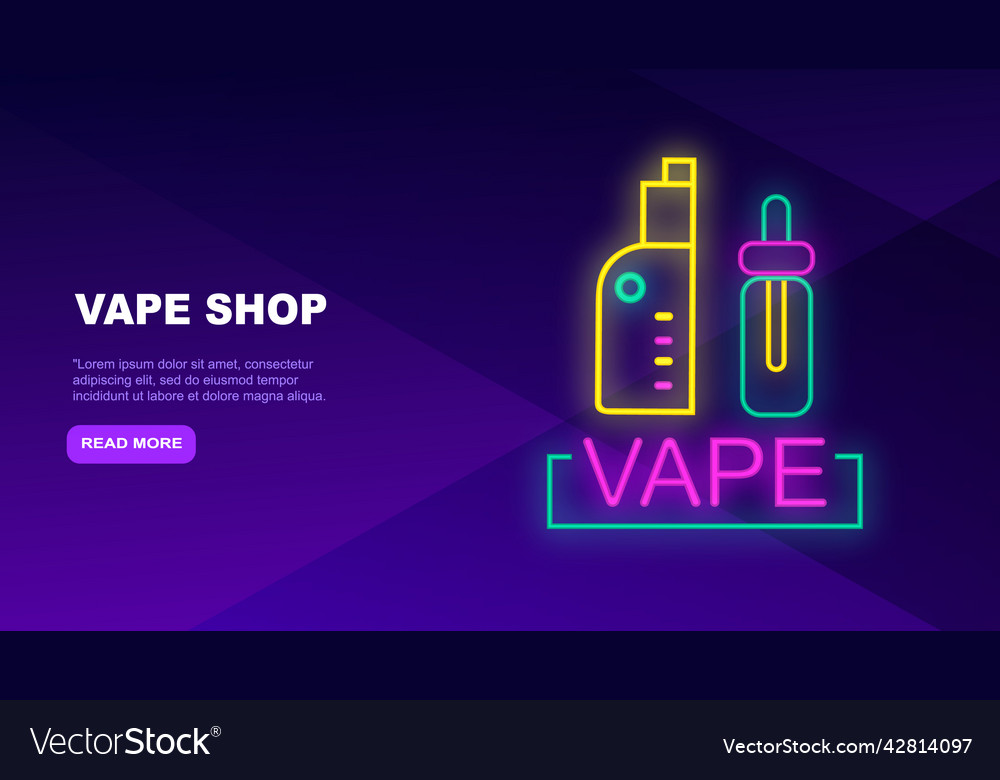 VAPE SHOP
"Lorem ipsum dolor sit amet, consectetur
adipiscing elit, sed do eiusmod tempor
incididunt ut labore et dolore magna aliqua.
READ MORE
VAPE
VectorStock®
VectorStock.com/42814097